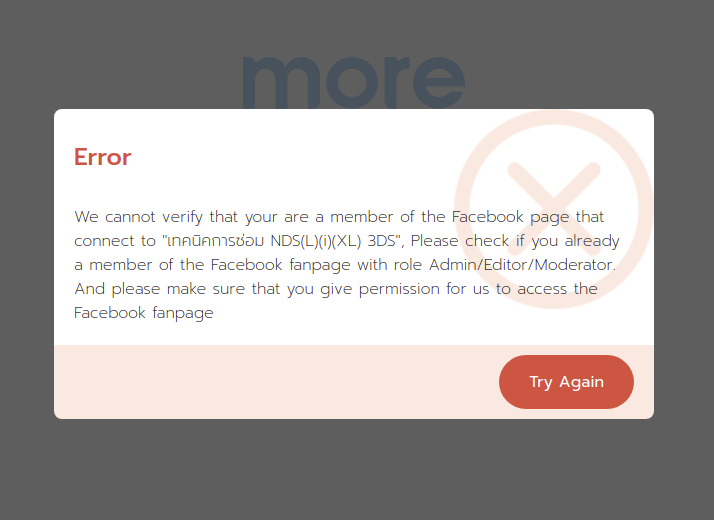 more
Error
We cannot verify that your are a member of the Facebook page that
connect to "เทคนิคการซ่อม NDS(L)(i)(XL) 3DS", Please check if you already
a member of the Facebook fanpage with role Admin/Editor/Moderator.
And please make sure that you give permission for us to access the
Facebook fanpage
Try Again